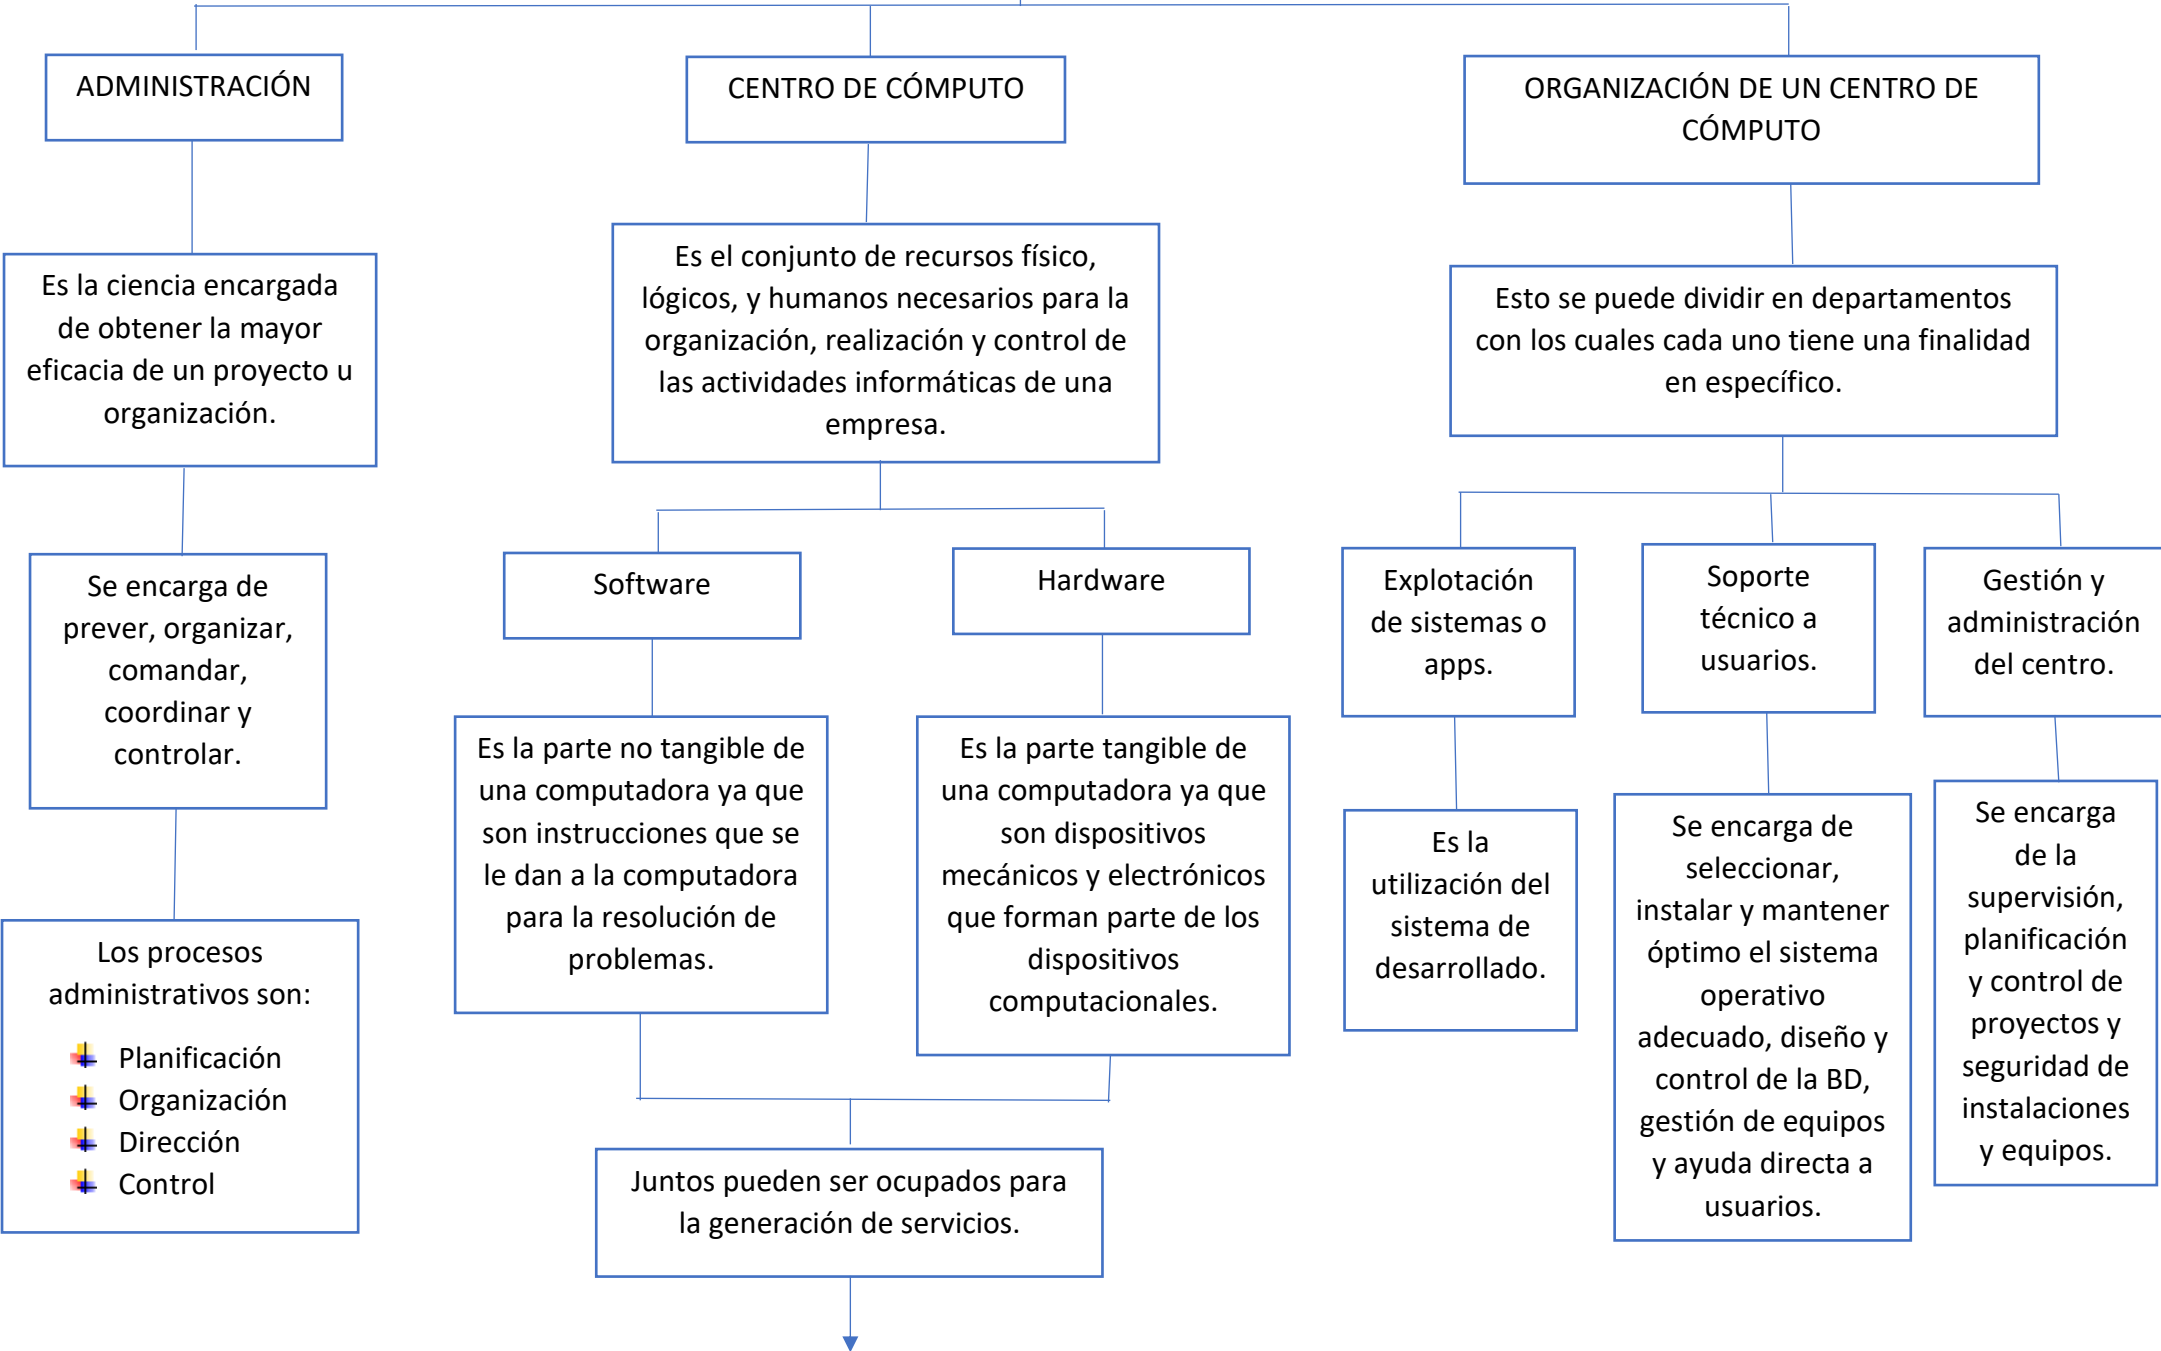 ADMINISTRACIÓN
Es la ciencia encargada
de obtener la mayor
eficacia de un proyecto u
organización.
Se encarga de
prever, organizar,
comandar,
coordinar y
controlar.
Los procesos
administrativos son:
Planificación
Organización
Dirección
Control
CENTRO DE CÓMPUTO
Es el conjunto de recursos físico,
lógicos, y humanos necesarios para la
organización, realización y control de
las actividades informáticas de una
empresa.
Software
Es la parte no tangible de
una computadora ya que
son instrucciones que se
le dan a la computadora
para la resolución de
problemas.
Hardware
Es la parte tangible de
una computadora ya que
son dispositivos
mecánicos y electrónicos
que forman parte de los
dispositivos
computacionales.
Juntos pueden ser ocupados para
la generación de servicios.
ORGANIZACIÓN DE UN CENTRO DE
CÓMPUTO
Esto se puede dividir en departamentos
con los cuales cada uno tiene una finalidad
en específico.
Explotación
de sistemas o
apps.
Es la
utilización del
sistema de
desarrollado.
Soporte
técnico a
usuarios.
Se encarga de
seleccionar,
instalar y mantener
óptimo el sistema
operativo
adecuado, diseño y
control de la BD,
gestión de equipos
y ayuda directa a
usuarios.
Gestión y
administración
del centro.
Se encarga
de la
supervisión,
planificación
y control de
proyectos y
seguridad de
instalaciones
y equipos.